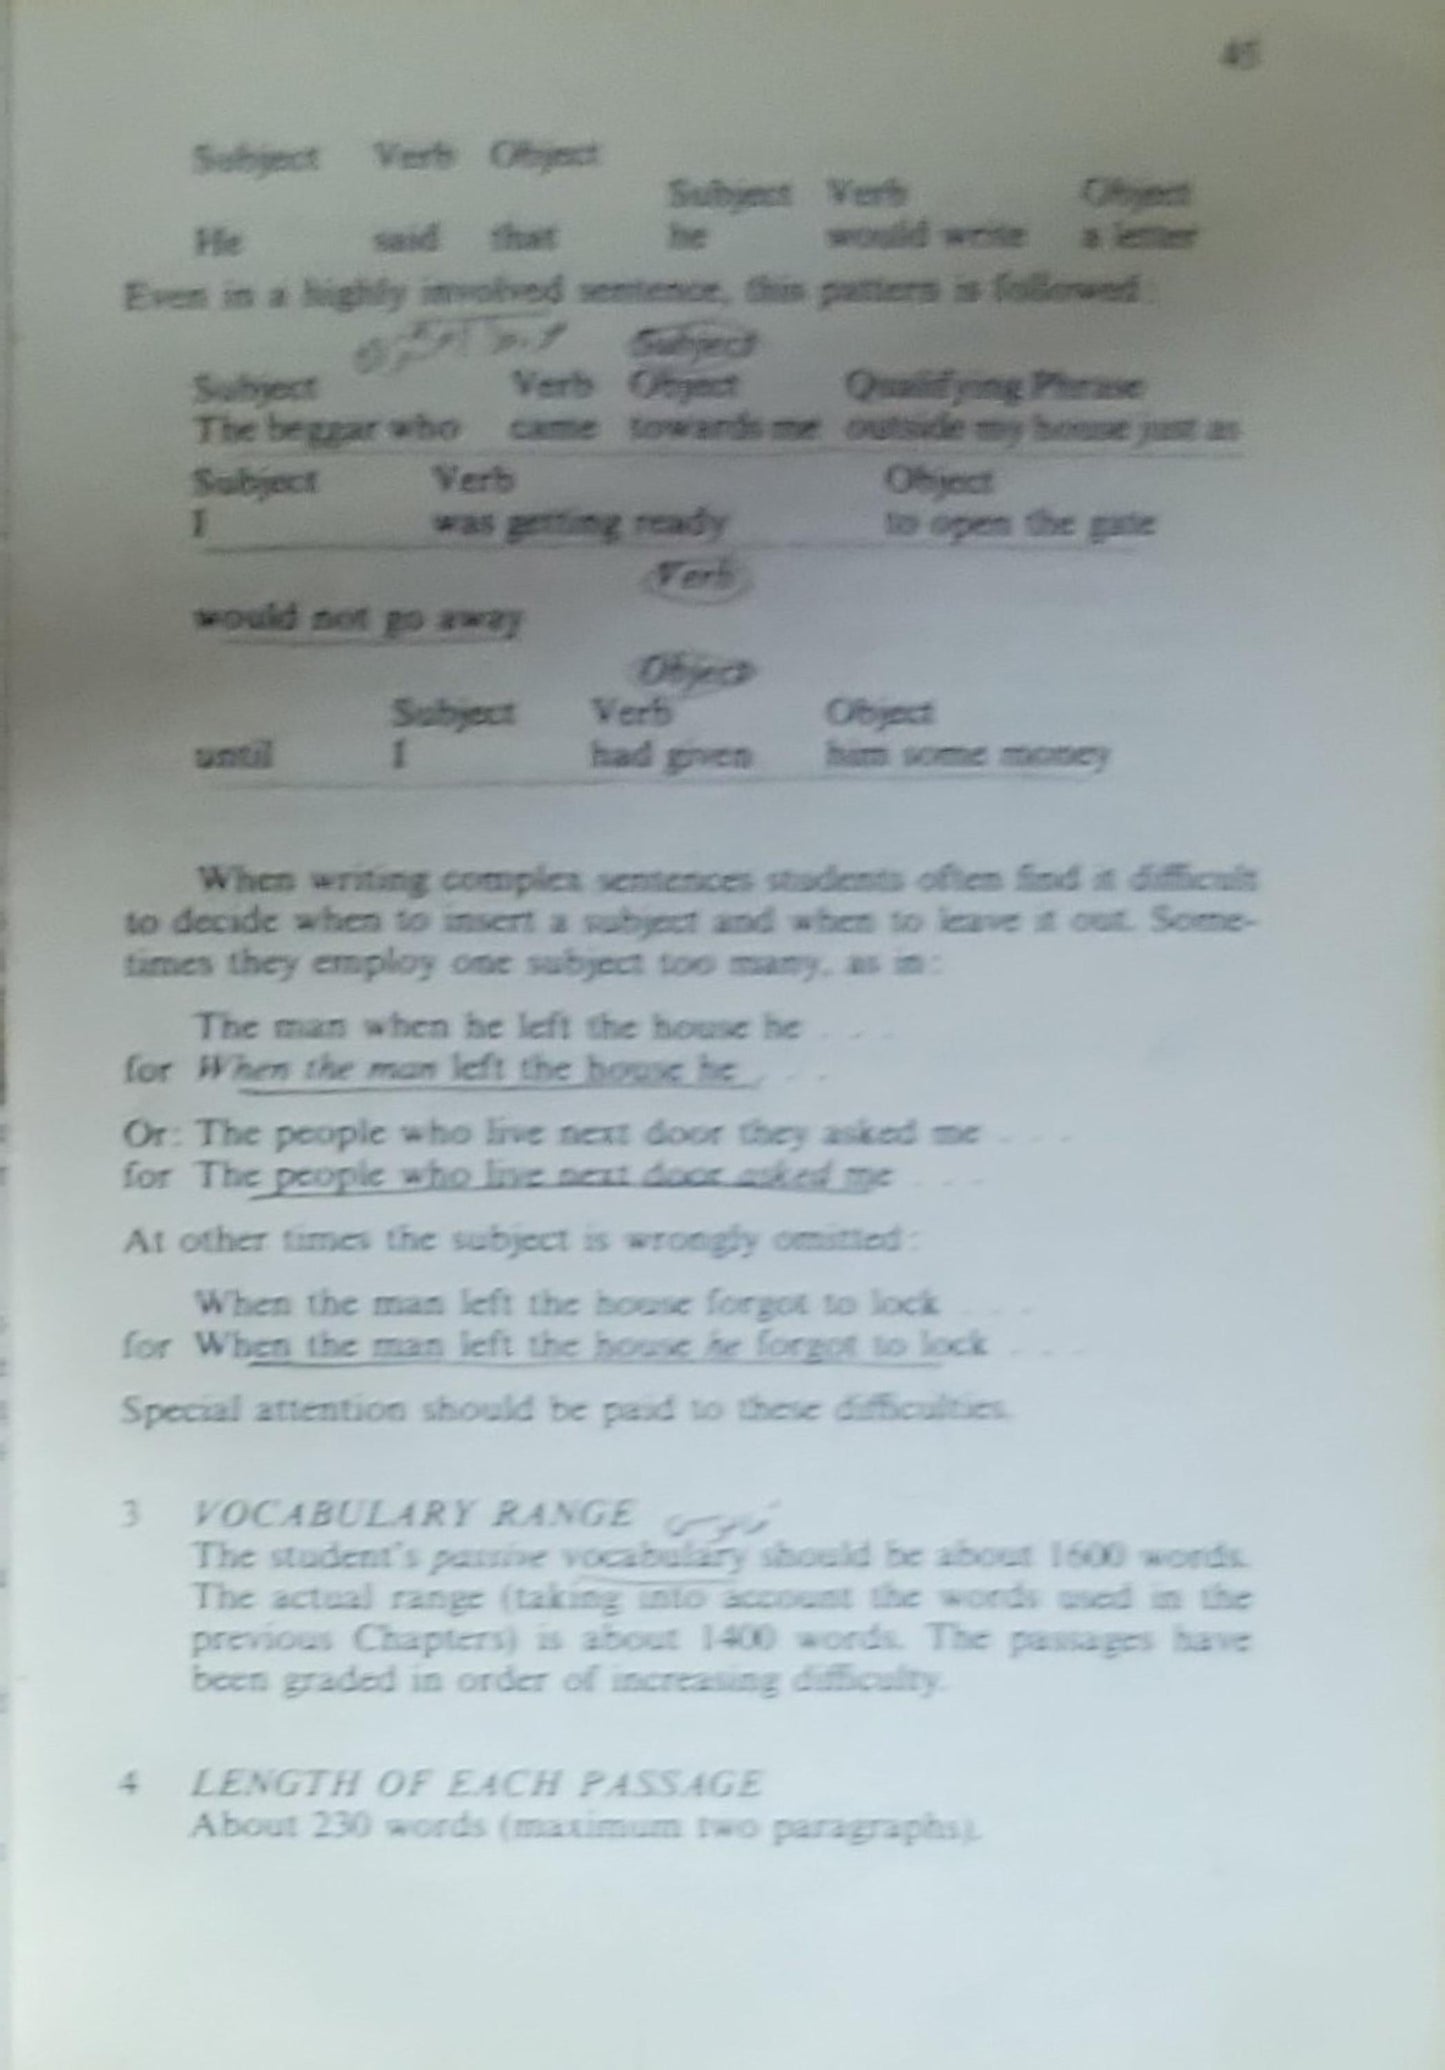 45
Subject Verb Object
Subject Verb Object
He said that he would write a letter
Even in a highly involved sentence, this pattern is followed:
Subject
Subject Verb Object Qualifying Phrase
The beggar who came towards me outside my house just as
Subject Verb Object
I was getting ready to open the gate
Verb
would not go away
Object
Subject Verb Object
until I had given him some money
When writing complex sentences students often find it difficult
to decide when to insert a subject and when to leave it out. Some-
times they employ one subject too many, as in:
The man when he left the house he . . .
for When the man left the house he . . .
Or: The people who live next door they asked me . . .
for The people who live next door asked me . . .
At other times the subject is wrongly omitted:
When the man left the house forgot to lock . . .
for When the man left the house he forgot to lock . . .
Special attention should be paid to these difficulties.
3 VOCABULARY RANGE
The student's passive vocabulary should be about 1600 words.
The actual range (taking into account the words used in the
previous Chapters) is about 1400 words. The passages have
been graded in order of increasing difficulty.
4 LENGTH OF EACH PASSAGE
About 230 words (maximum two paragraphs).